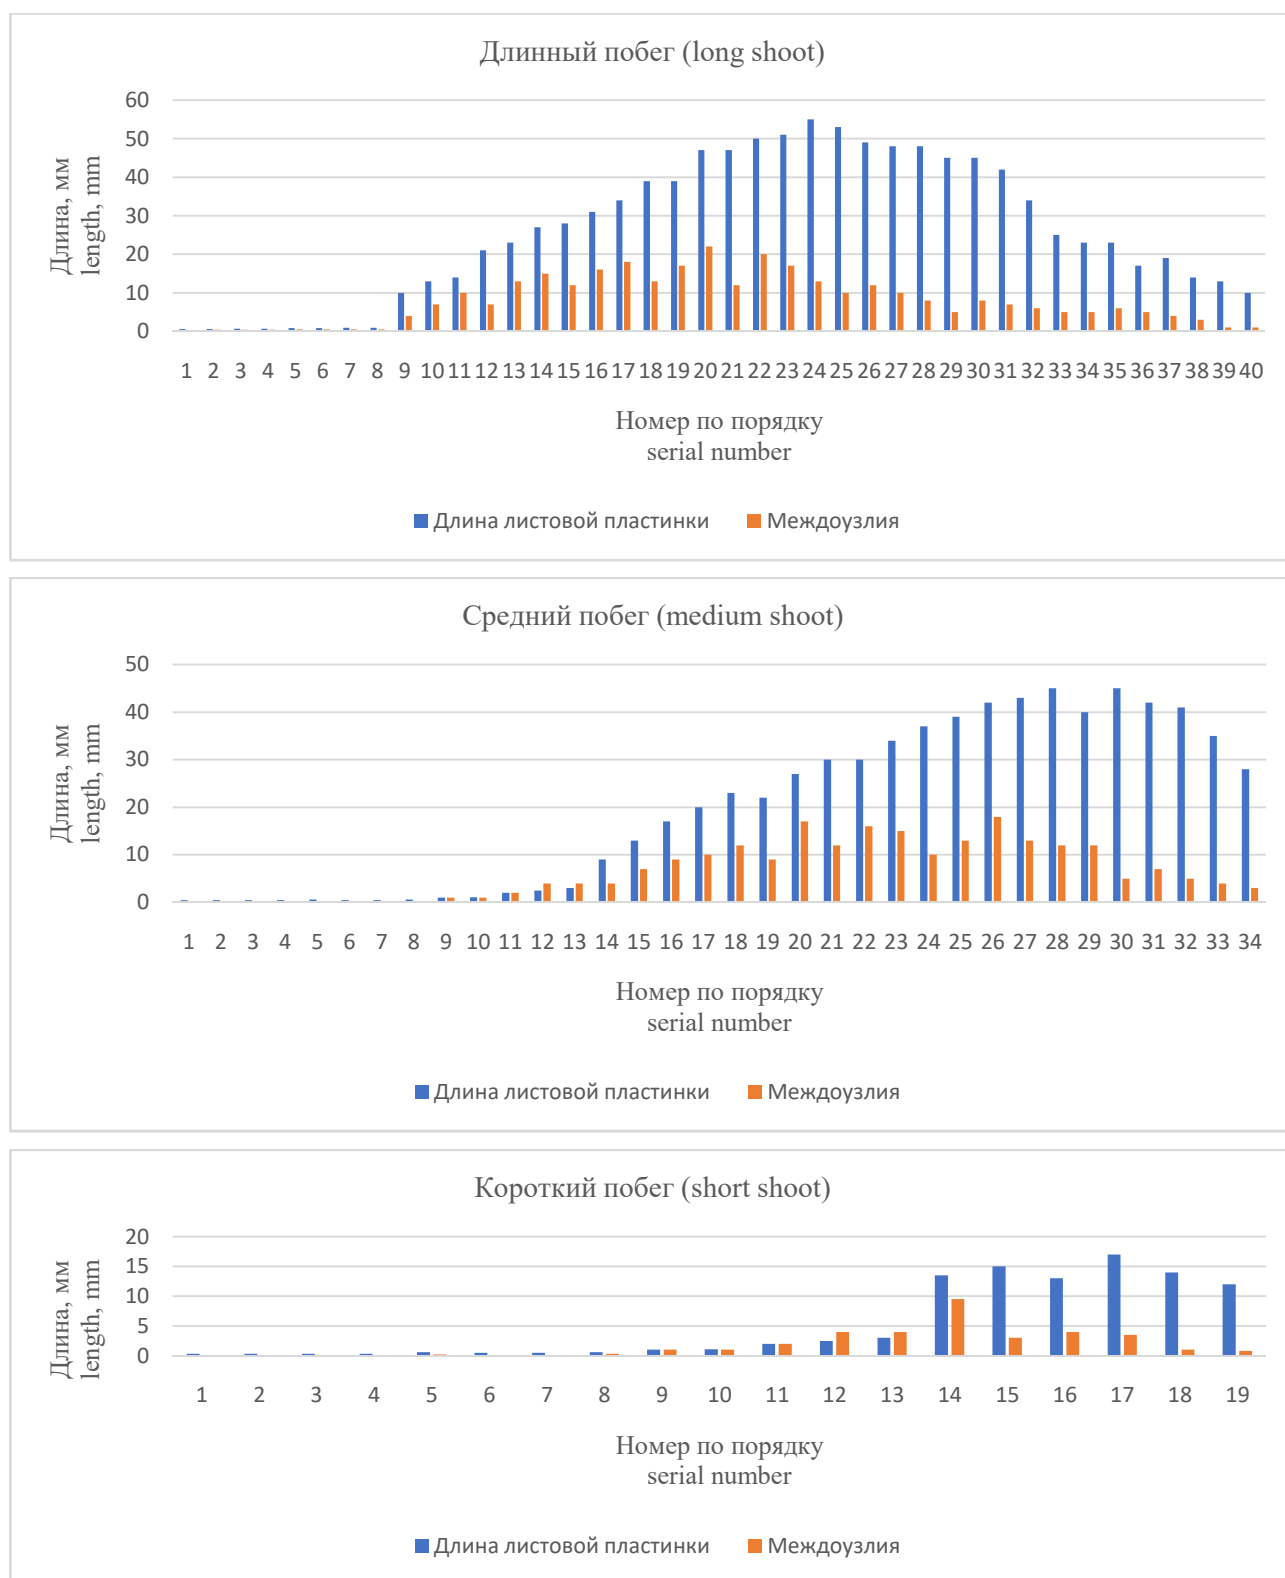 Длинный побег (long shoot)
Длина, мм
length, mm
60
50
40
30
20
10
0
1 2 3 4 5 6 7 8 9 10 11 12 13 14 15 16 17 18 19 20 21 22 23 24 25 26 27 28 29 30 31 32 33 34 35 36 37 38 39 40
Номер по порядку
serial number
Длина листовой пластинки Междоузлия
Средний побег (medium shoot)
Длина, мм
length, mm
50
40
30
20
10
0
1 2 3 4 5 6 7 8 9 10 11 12 13 14 15 16 17 18 19 20 21 22 23 24 25 26 27 28 29 30 31 32 33 34
Номер по порядку
serial number
Длина листовой пластинки Междоузлия
Короткий побег (short shoot)
Длина, мм
length, mm
20
15
10
5
0
1 2 3 4 5 6 7 8 9 10 11 12 13 14 15 16 17 18 19
Номер по порядку
serial number
Длина листовой пластинки Междоузлия